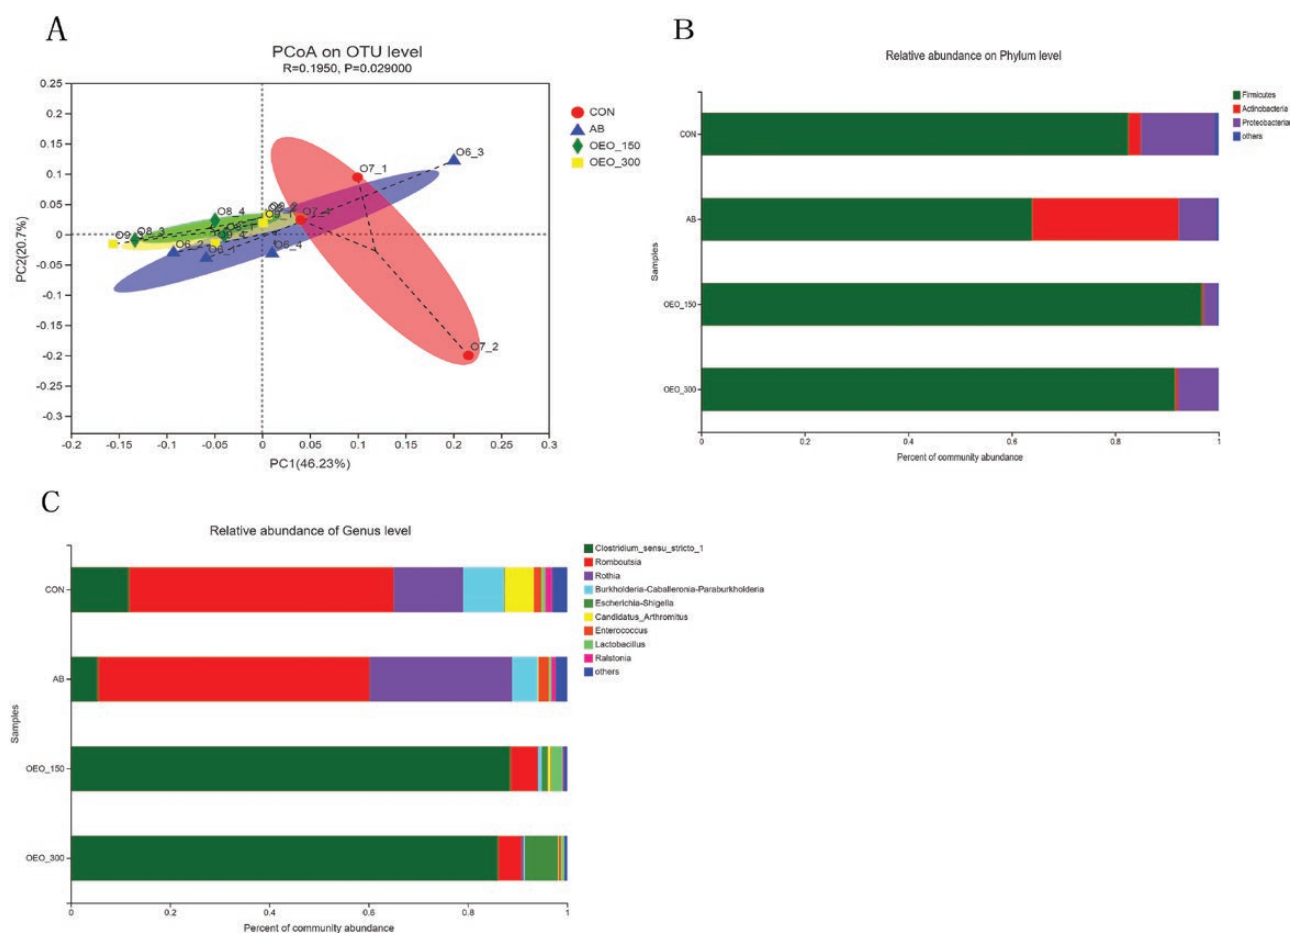 A
PCoA on OTU level
R=0.1950, P=0.029000
0.25
0.2
0.15
0.1
0.05
0
-0.05
-0.1
-0.15
-0.2
-0.25
-0.3
PC2(20.7%)
-0.2
-0.15
-0.1
-0.05
0
0.05
0.1
0.15
0.2
0.25
0.3
PC1(46.23%)
O6_3
O7_1
O8_4
O7_4
O8_3
O6_2
O6_1
O6_4
O7_2
CON
AB
OEO_150
OEO_300
B
Relative abundance on Phylum level
Firmicutes
Actinobacteria
Proteobacteria
others
CON
AB
OEO_150
OEO_300
Samples
0
0.2
0.4
0.6
0.8
1
Percent of community abundance
C
Relative abundance of Genus level
Clostridium_sensu_stricto_1
Romboutsia
Rothia
Burkholderia-Caballeronia-Paraburkholderia
Escherichia-Shigella
Candidatus_Arthromitus
Enterococcus
Lactobacillus
Ralstonia
others
CON
AB
OEO_150
OEO_300
Samples
0
0.2
0.4
0.6
0.8
1
Percent of community abundance